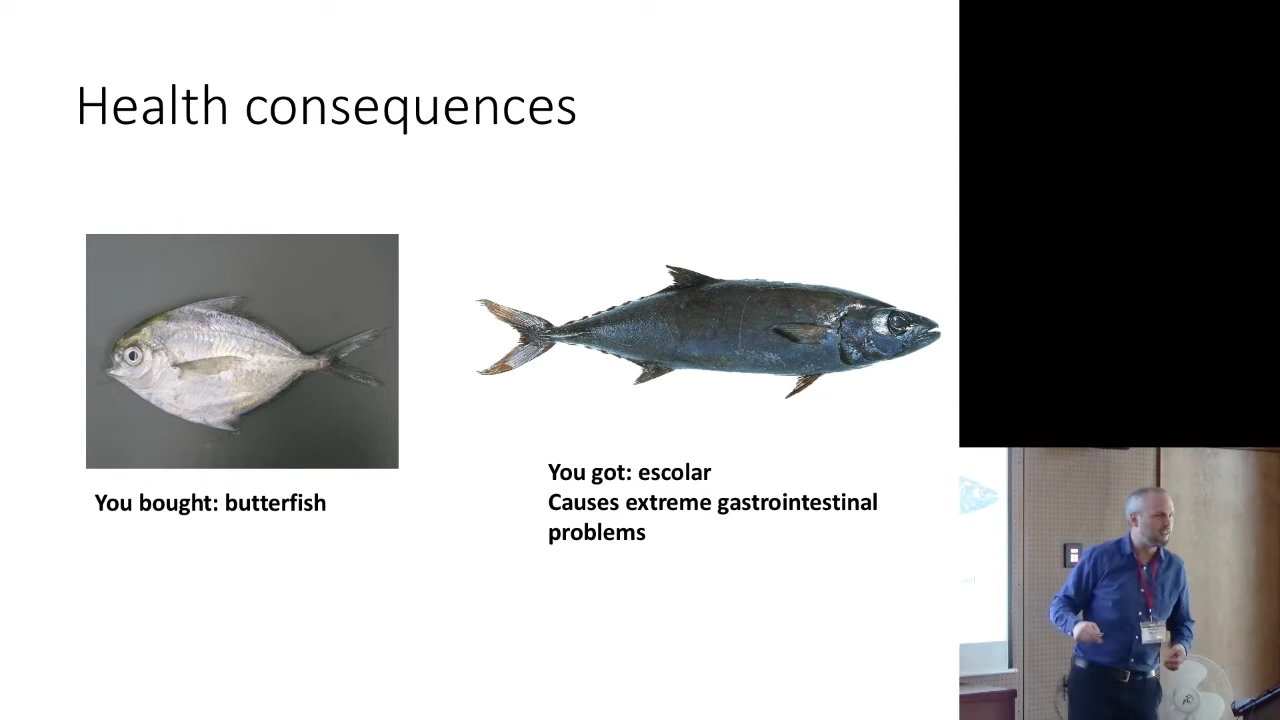 Health consequences
You bought: butterfish
You got: escolar
Causes extreme gastrointestinal
problems